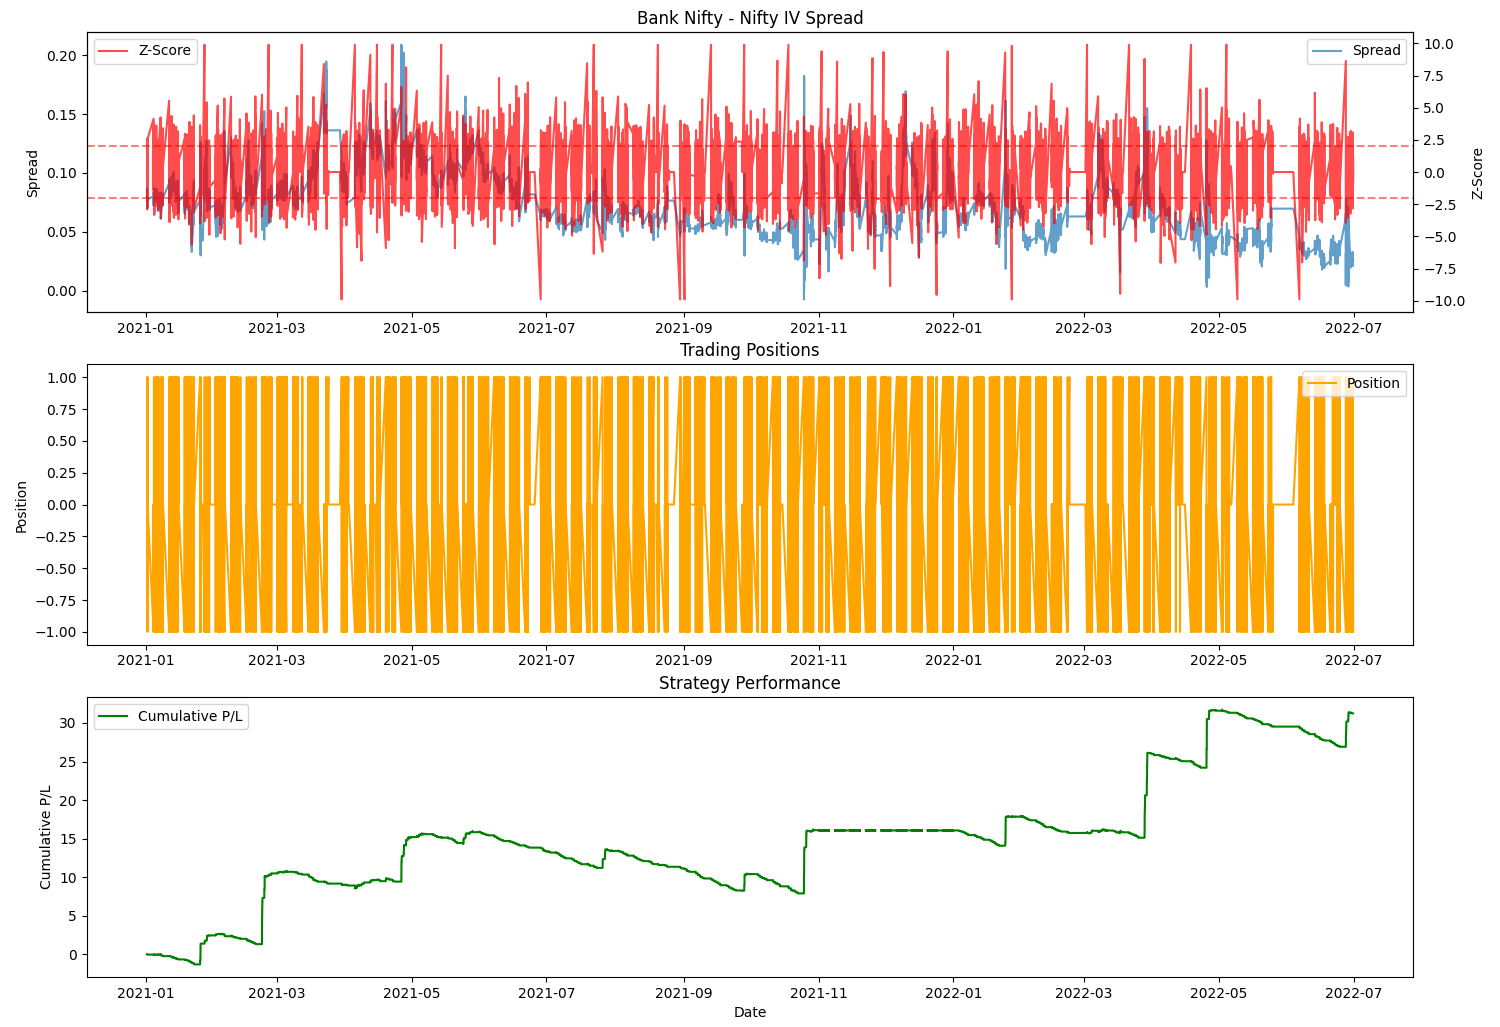 Bank Nifty - Nifty IV Spread
Z-Score
Spread
0.20
0.15
0.10
0.05
0.00
Spread
10.0
7.5
5.0
2.5
0.0
−2.5
−5.0
−7.5
−10.0
Z-Score
2021-01 2021-03 2021-05 2021-07 2021-09 2021-11 2022-01 2022-03 2022-05 2022-07
Trading Positions
Position
1.00
0.75
0.50
0.25
0.00
−0.25
−0.50
−0.75
−1.00
Position
2021-01 2021-03 2021-05 2021-07 2021-09 2021-11 2022-01 2022-03 2022-05 2022-07
Strategy Performance
Cumulative P/L
30
25
20
15
10
5
0
Cumulative P/L
2021-01 2021-03 2021-05 2021-07 2021-09 2021-11 2022-01 2022-03 2022-05 2022-07
Date